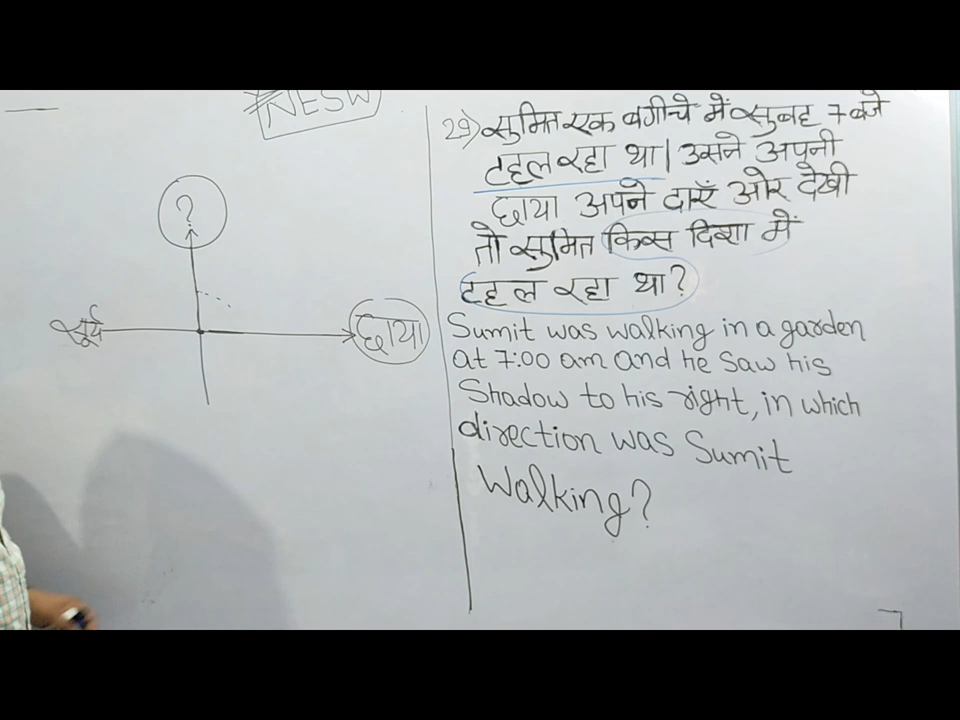 NESW
?
सूर्य
छाया
29) सुमित एक बगीचे में सुबह 7 बजे
टहल रहा था। उसने अपनी
छाया अपने दाएँ ओर देखी
तो सुमित किस दिशा में
टहल रहा था?
Sumit was walking in a garden
at 7:00 am and he saw his
Shadow to his right, in which
direction was Sumit
Walking?